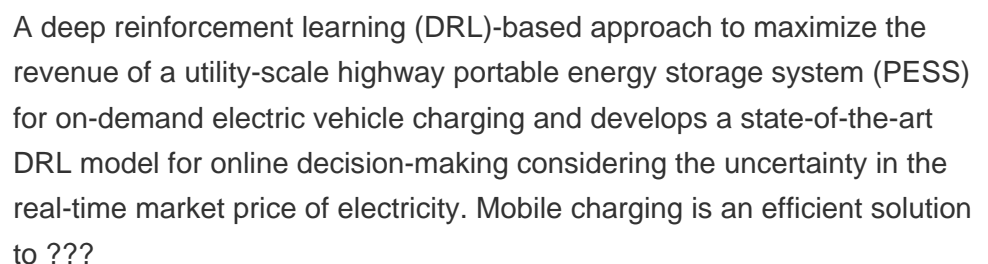 A deep reinforcement learning (DRL)-based approach to maximize the
revenue of a utility-scale highway portable energy storage system (PESS)
for on-demand electric vehicle charging and develops a state-of-the-art
DRL model for online decision-making considering the uncertainty in the
real-time market price of electricity. Mobile charging is an efficient solution
to ???